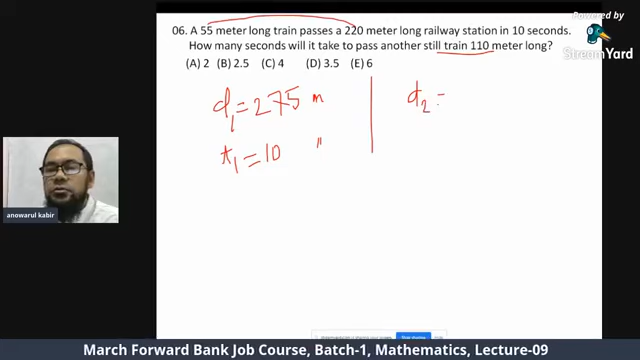 Powered by
StreamYard
06. A 55 meter long train passes a 220 meter long railway station in 10 seconds.
How many seconds will it take to pass another still train 110 meter long?
(A) 2 (B) 2.5 (C) 4 (D) 3.5 (E) 6
d₁ = 275 m
d₂ =
t₁ = 10 "
anowarul kabir
March Forward Bank Job Course, Batch-1, Mathematics, Lecture-09